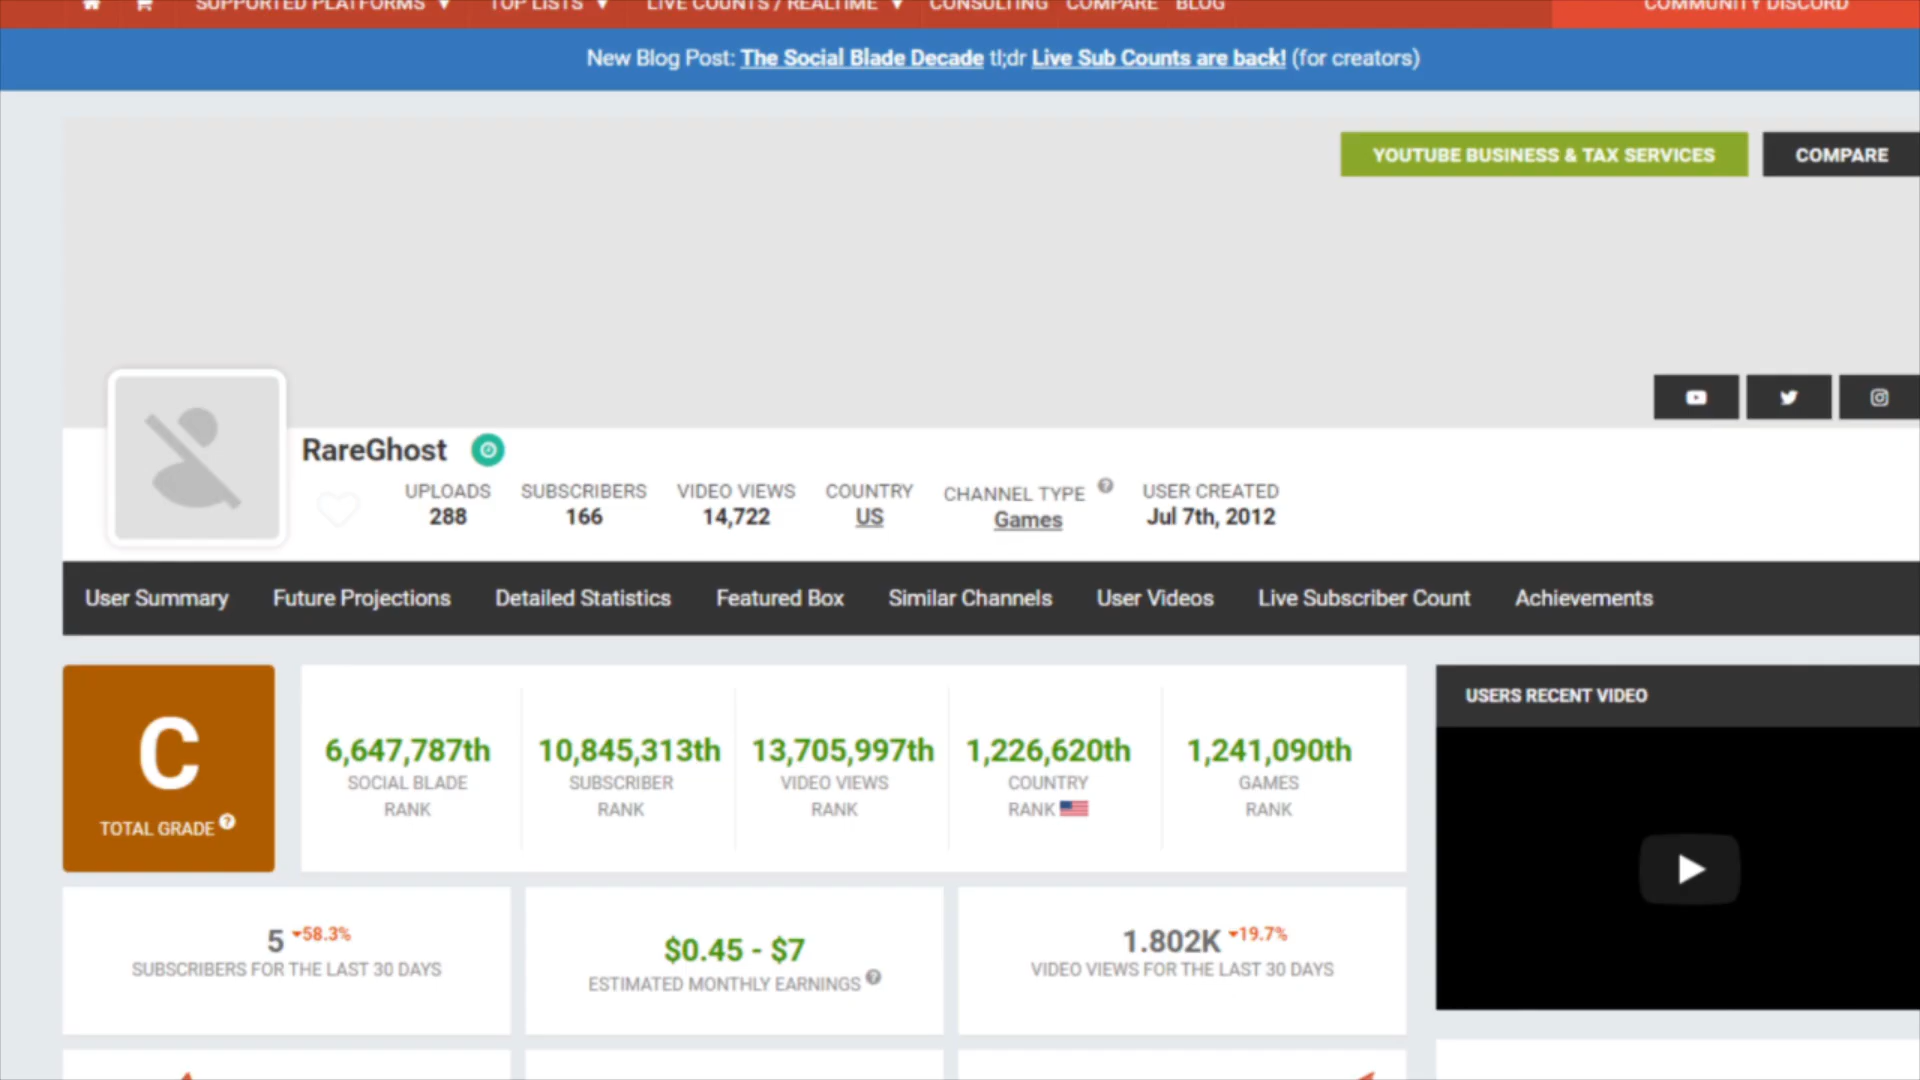 SUPPORTED PLATFORMS TOP LISTS LIVE COUNTS / REALTIME CONSULTING COMPARE BLOG COMMUNITY DISCORD
New Blog Post: The Social Blade Decade tl;dr Live Sub Counts are back! (for creators)
YOUTUBE BUSINESS & TAX SERVICES
COMPARE
RareGhost
UPLOADS
288
SUBSCRIBERS
166
VIDEO VIEWS
14,722
COUNTRY
US
CHANNEL TYPE
Games
USER CREATED
Jul 7th, 2012
User Summary Future Projections Detailed Statistics Featured Box Similar Channels User Videos Live Subscriber Count Achievements
C
TOTAL GRADE
6,647,787th
SOCIAL BLADE
RANK
10,845,313th
SUBSCRIBER
RANK
13,705,997th
VIDEO VIEWS
RANK
1,226,620th
COUNTRY
RANK
1,241,090th
GAMES
RANK
USERS RECENT VIDEO
5 58.3%
SUBSCRIBERS FOR THE LAST 30 DAYS
$0.45 - $7
ESTIMATED MONTHLY EARNINGS
1.802K 19.7%
VIDEO VIEWS FOR THE LAST 30 DAYS